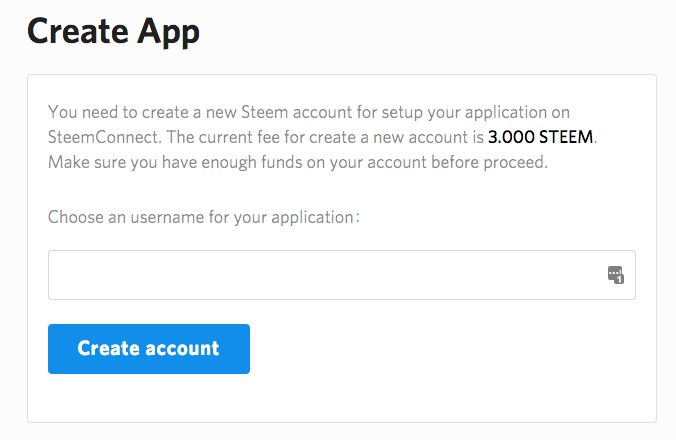 Create App
You need to create a new Steem account for setup your application on
SteemConnect. The current fee for create a new account is 3.000 STEEM.
Make sure you have enough funds on your account before proceed.
Choose an username for your application:
1
Create account